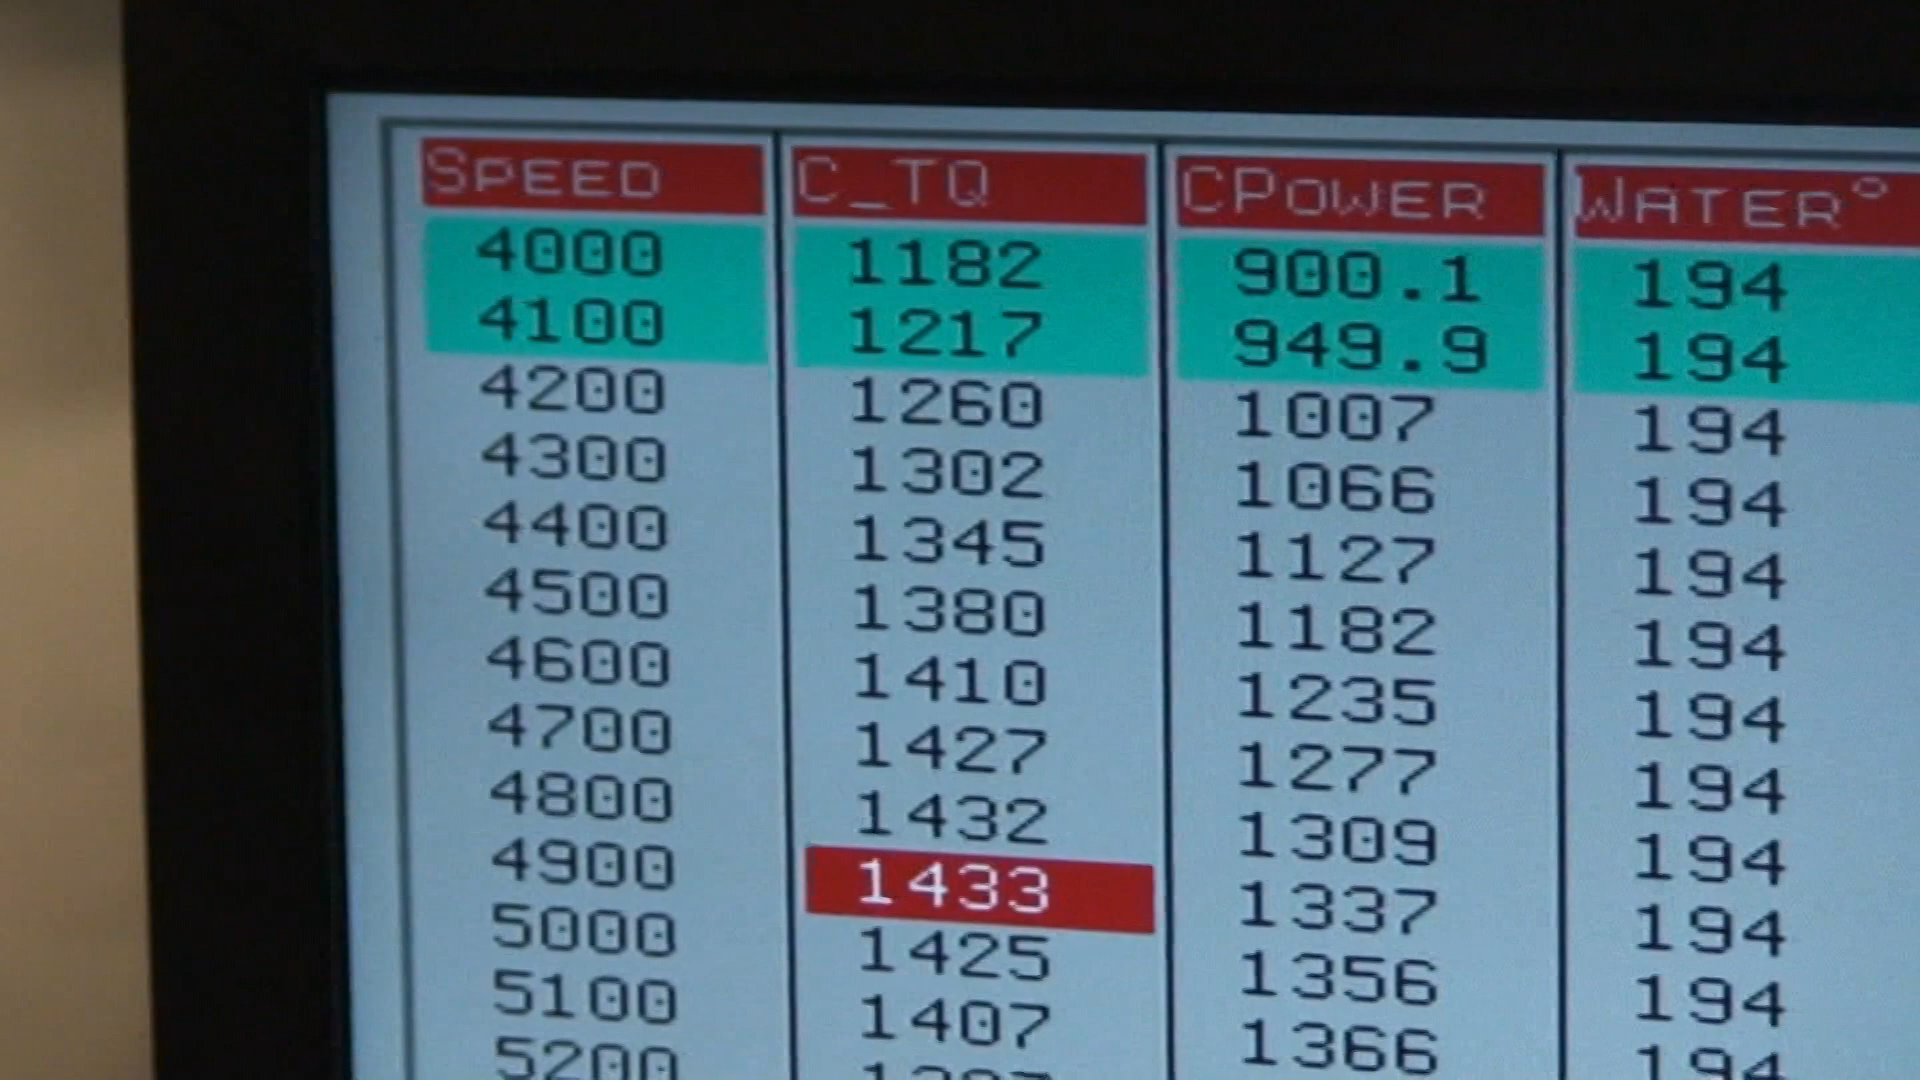 SPEED C_TQ CPOWER WATER°
4000 1182 900.1 194
4100 1217 949.9 194
4200 1260 1007 194
4300 1302 1066 194
4400 1345 1127 194
4500 1380 1182 194
4600 1410 1235 194
4700 1427 1277 194
4800 1432 1309 194
4900 1433 1337 194
5000 1425 1356 194
5100 1407 1366 194
5200